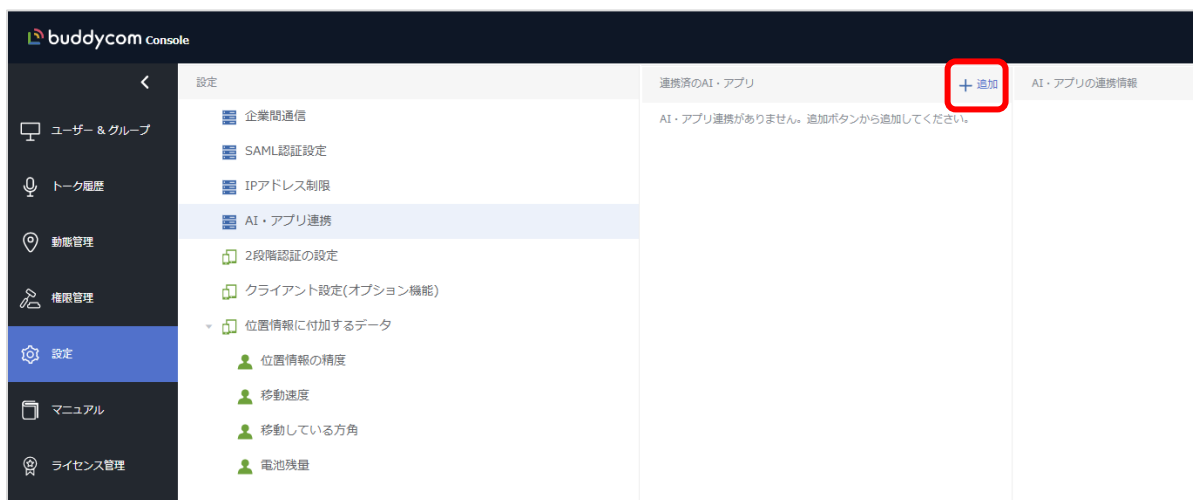 buddycom Console
ユーザー & グループ
トーク履歴
動態管理
権限管理
設定
マニュアル
ライセンス管理
設定
企業間通信
SAML認証設定
IPアドレス制限
AI・アプリ連携
2段階認証の設定
クライアント設定(オプション機能)
位置情報に付加するデータ
位置情報の精度
移動速度
移動している方角
電池残量
連携済のAI・アプリ
+ 追加
AI・アプリ連携がありません。追加ボタンから追加してください。
AI・アプリの連携情報